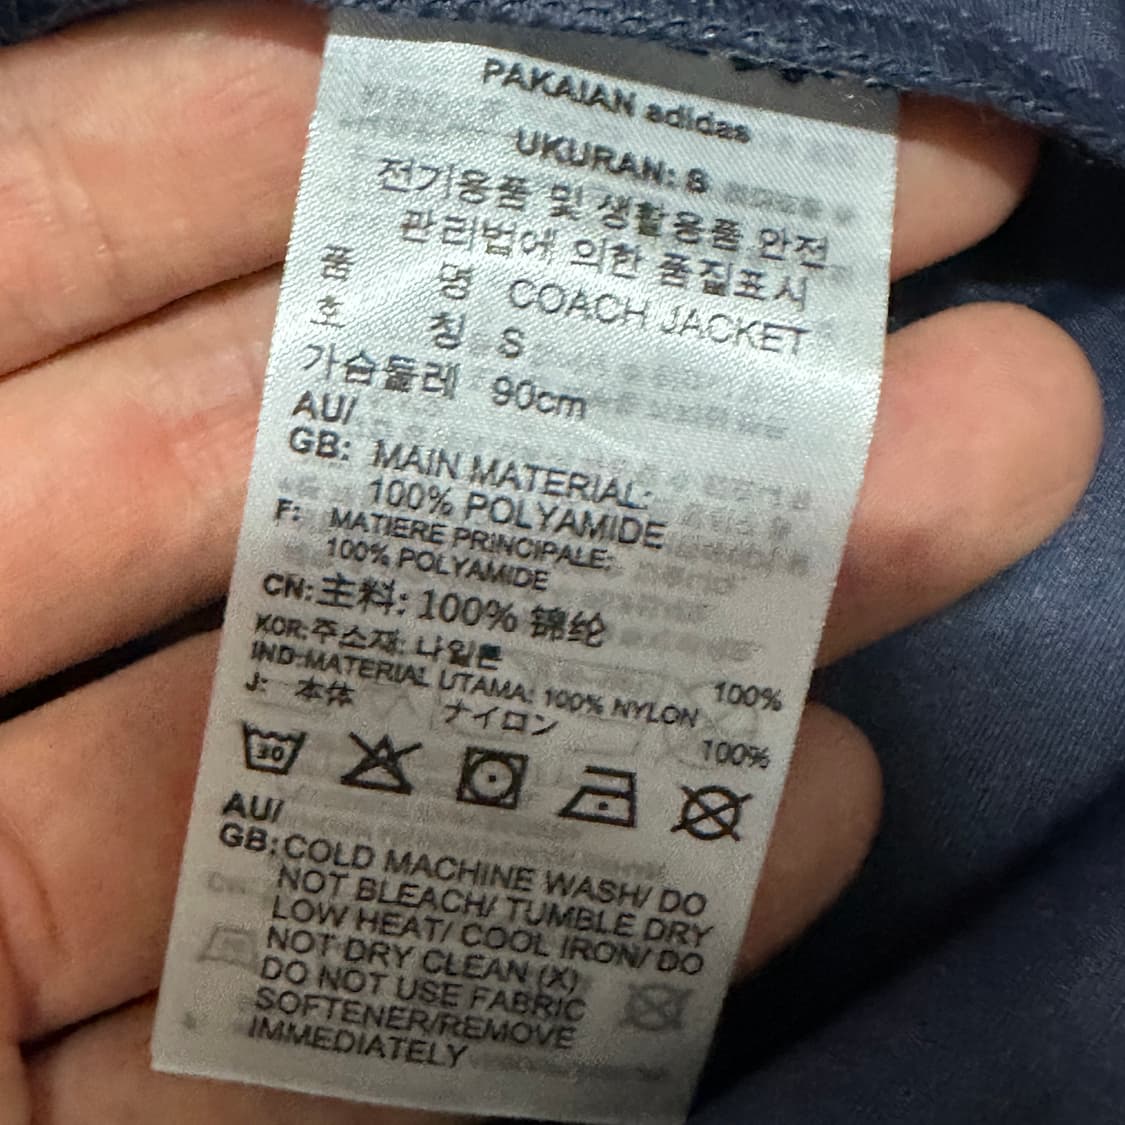 PAKAIAN adidas
UKURAN: S
전기용품 및 생활용품 안전
관리법에 의한 품질표시
품 명 COACH JACKET
호 칭 S
가슴둘레 90cm
AU/
GB: MAIN MATERIAL:
100% POLYAMIDE
F: MATIERE PRINCIPALE:
100% POLYAMIDE
CN: 主料: 100% 锦纶
KOR: 주소재: 나일론 100%
IND: MATERIAL UTAMA: 100% NYLON
J: 本体 ナイロン 100%
30
AU/
GB: COLD MACHINE WASH/ DO
NOT BLEACH/ TUMBLE DRY
LOW HEAT/ COOL IRON/ DO
NOT DRY CLEAN (X)
DO NOT USE FABRIC
SOFTENER/REMOVE
IMMEDIATELY